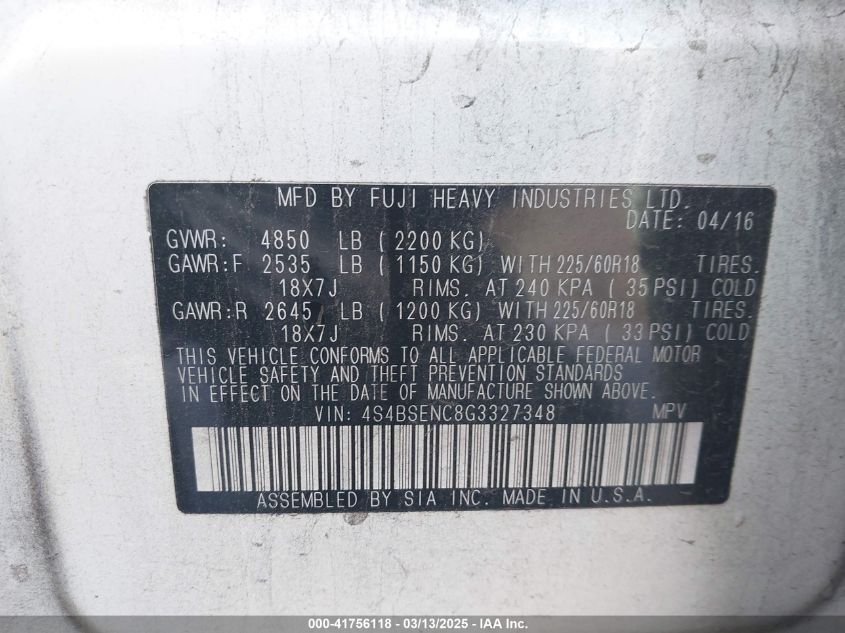 MFD BY FUJI HEAVY INDUSTRIES LTD.
DATE: 04/16
GVWR: 4850 LB (2200 KG)
GAWR:F 2535 LB (1150 KG) WITH 225/60R18 TIRES.
18X7J RIMS. AT 240 KPA (35 PSI) COLD
GAWR:R 2645 LB (1200 KG) WITH 225/60R18 TIRES.
18X7J RIMS. AT 230 KPA (33 PSI) COLD
THIS VEHICLE CONFORMS TO ALL APPLICABLE FEDERAL MOTOR
VEHICLE SAFETY AND THEFT PREVENTION STANDARDS
IN EFFECT ON THE DATE OF MANUFACTURE SHOWN ABOVE.
VIN: 4S4BSENC8G3327348 MPV
ASSEMBLED BY SIA INC. MADE IN U.S.A.
000-41756118 - 03/13/2025 - IAA Inc.